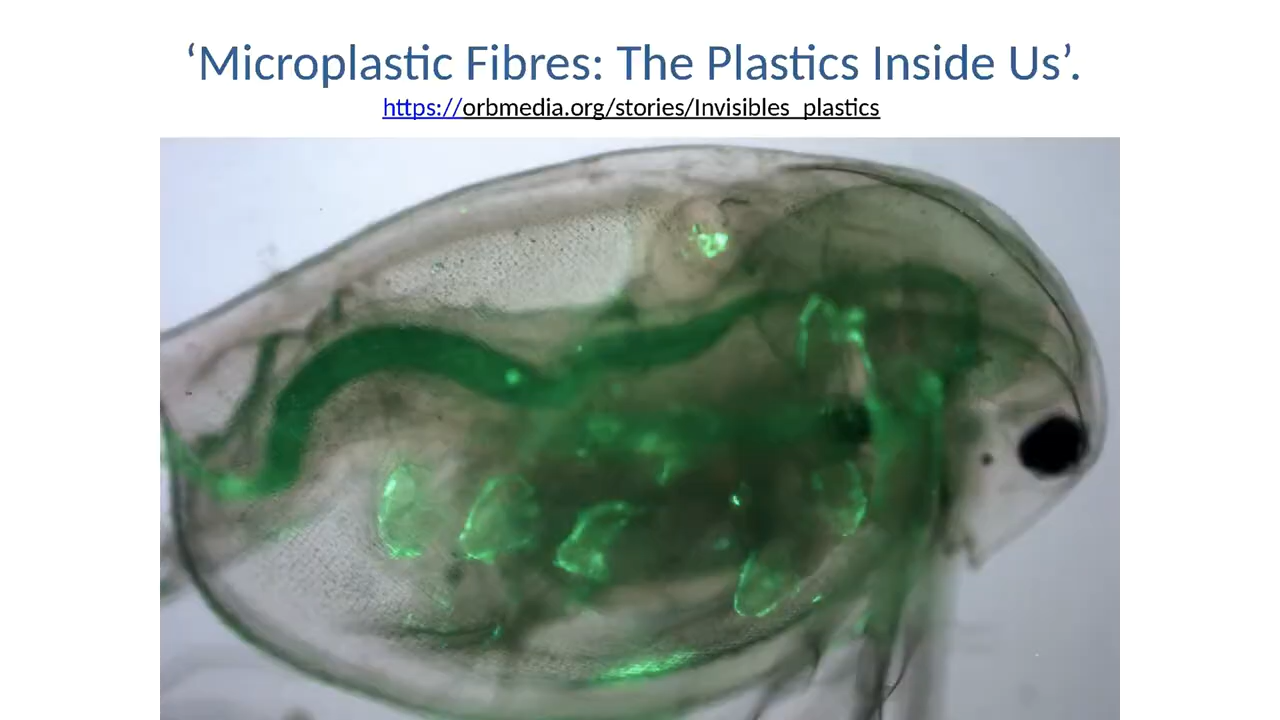 ‘Microplastic Fibres: The Plastics Inside Us’.
https://orbmedia.org/stories/Invisibles_plastics